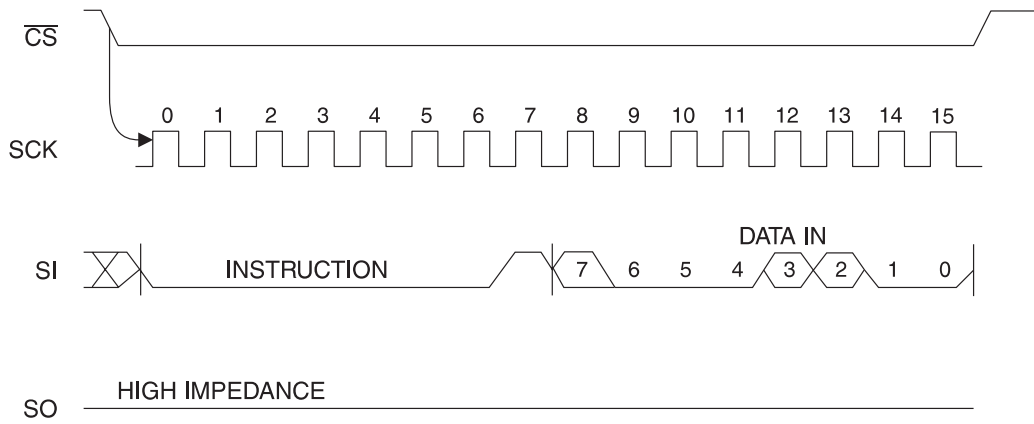 C̅S̅
0 1 2 3 4 5 6 7 8 9 10 11 12 13 14 15
SCK
DATA IN
SI INSTRUCTION 7 6 5 4 3 2 1 0
HIGH IMPEDANCE
SO